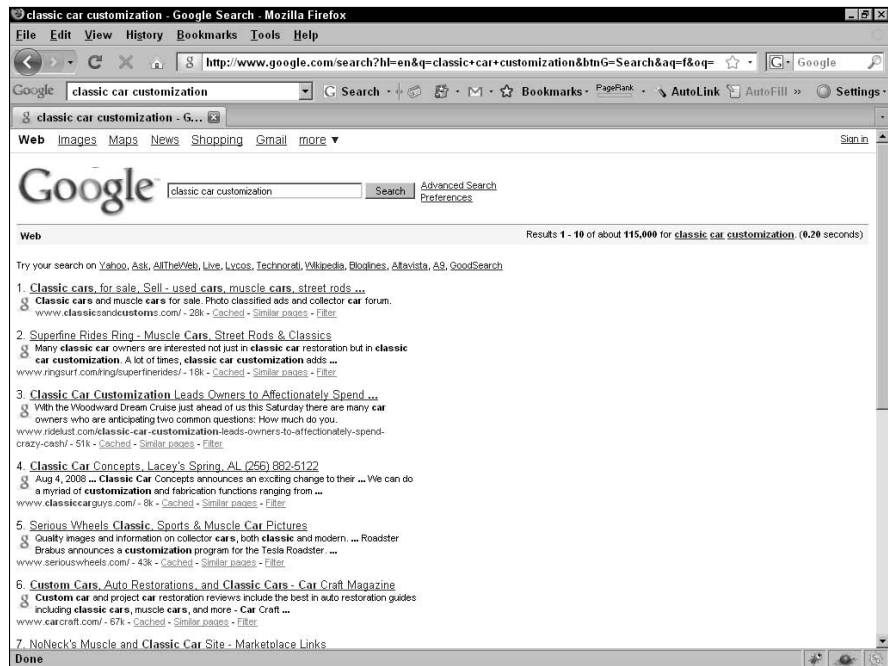 classic car customization - Google Search - Mozilla Firefox
File Edit View History Bookmarks Tools Help
http://www.google.com/search?hl=en&q=classic+car+customization&btnG=Search&aq=f&oq= Google
Google classic car customization Search Bookmarks PageRank AutoLink AutoFill » Settings
classic car customization - G...
Web Images Maps News Shopping Gmail more ▼ Sign in
Google classic car customization Search Advanced Search
Preferences
Web Results 1 - 10 of about 115,000 for classic car customization. (0.20 seconds)
Try your search on Yahoo, Ask, AllTheWeb, Live, Lycos, Technorati, Wikipedia, Bloglines, Altavista, A9, GoodSearch
1. Classic cars, for sale, Sell - used cars, muscle cars, street rods ...
Classic cars and muscle cars for sale. Photo classified ads and collector car forum.
www.classicsandcustoms.com/ - 28k - Cached - Similar pages - Filter
2. Superfine Rides Ring - Muscle Cars, Street Rods & Classics
Many classic car owners are interested not just in classic car restoration but in classic
car customization. A lot of times, classic car customization adds ...
www.ringsurf.com/ring/superfinerides/ - 18k - Cached - Similar pages - Filter
3. Classic Car Customization Leads Owners to Affectionately Spend ...
With the Woodward Dream Cruise just ahead of us this Saturday there are many car
owners who are anticipating two common questions: How much do you.
www.ridelust.com/classic-car-customization-leads-owners-to-affectionately-spend-
crazy-cash/ - 51k - Cached - Similar pages - Filter
4. Classic Car Concepts, Lacey's Spring, AL (256) 882-5122
Aug 4, 2008 ... Classic Car Concepts announces an exciting change to their ... We can do
a myriad of customization and fabrication functions ranging from ...
www.classiccarguys.com/ - 8k - Cached - Similar pages - Filter
5. Serious Wheels Classic, Sports & Muscle Car Pictures
Quality images and information on collector cars, both classic and modern. ... Roadster
Brabus announces a customization program for the Tesla Roadster. ...
www.seriouswheels.com/ - 43k - Cached - Similar pages - Filter
6. Custom Cars, Auto Restorations, and Classic Cars - Car Craft Magazine
Custom car and project car restoration reviews include the best in auto restoration guides
including classic cars, muscle cars, and more - Car Craft ...
www.carcraft.com/ - 67k - Cached - Similar pages - Filter
7. NoNeck's Muscle and Classic Car Site - Marketplace Links
Done